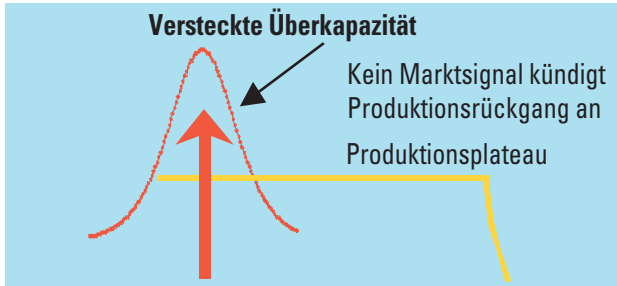 Versteckte Überkapazität
Kein Marktsignal kündigt
Produktionsrückgang an
Produktionsplateau